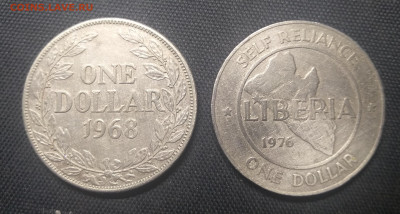 ONE
DOLLAR
1968
SELF RELIANCE
LIBERIA
1976
ONE DOLLAR